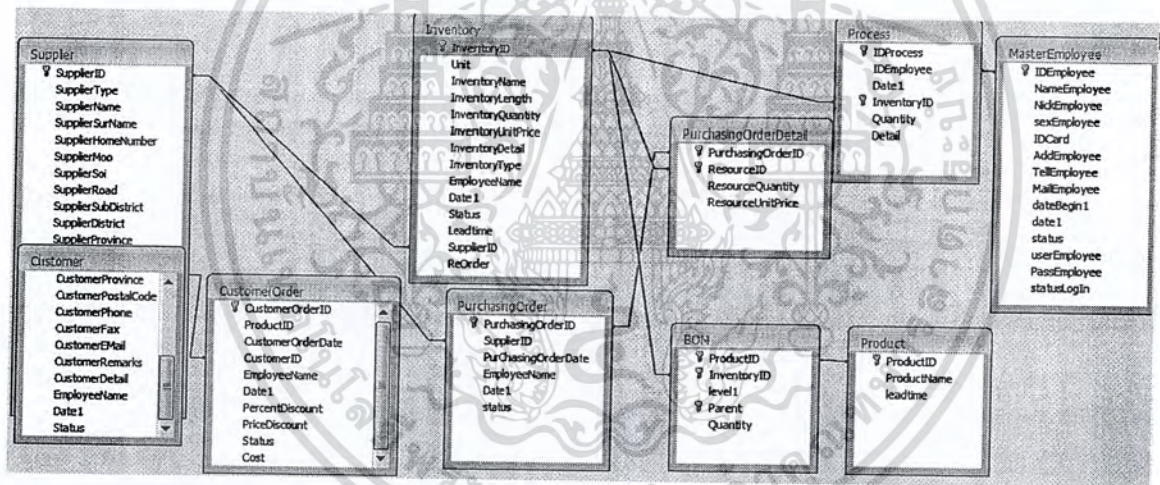 Suppler
SupplierID
SupplierType
SupplierName
SupplierSurName
SupplierHomeNumber
SupplierMoo
SupplierSoi
SupplierRoad
SupplierSubDistrict
SupplierDistrict
SupplierProvince
Customer
CustomerProvince
CustomerPostalCode
CustomerPhone
CustomerFax
CustomerEMail
CustomerRemarks
CustomerDetail
EmployeeName
Date1
Status
CustomerOrder
CustomerOrderID
ProductID
CustomerOrderDate
CustomerID
EmployeeName
Date1
PercentDiscount
PriceDiscount
Status
Cost
Inventory
InventoryID
Unit
InventoryName
InventoryLength
InventoryQuantity
InventoryUnitPrice
InventoryDetail
InventoryType
EmployeeName
Date1
Status
Leadtime
SupplierID
ReOrder
PurchasingOrder
PurchasingOrderID
SupplierID
PurchasingOrderDate
EmployeeName
Date1
status
PurchasingOrderDetail
PurchasingOrderID
ResourceID
ResourceQuantity
ResourceUnitPrice
BOM
ProductID
InventoryID
level1
Parent
Quantity
Process
IDProcess
IDEmployee
Date1
InventoryID
Quantity
Detail
Product
ProductID
ProductName
leadtime
MasterEmployee
IDEmployee
NameEmployee
NickEmployee
sexEmployee
IDCard
AddEmployee
TellEmployee
MailEmployee
dateBegin1
date1
status
userEmployee
PassEmployee
statusLogIn